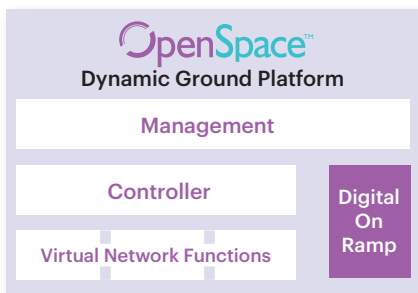 OpenSpace™
Dynamic Ground Platform
Management
Controller
Digital
On
Ramp
Virtual Network Functions